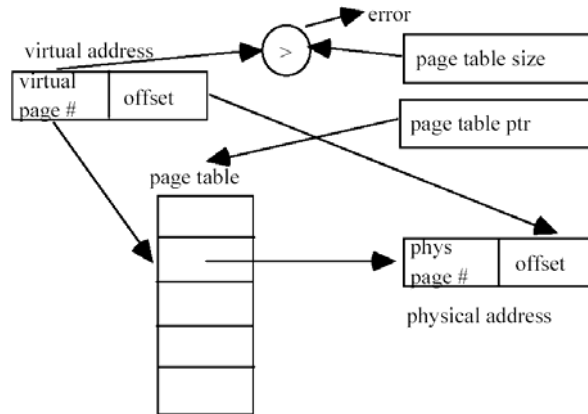 error
virtual address
>
page table size
virtual
page #
offset
page table ptr
page table
phys
page #
offset
physical address